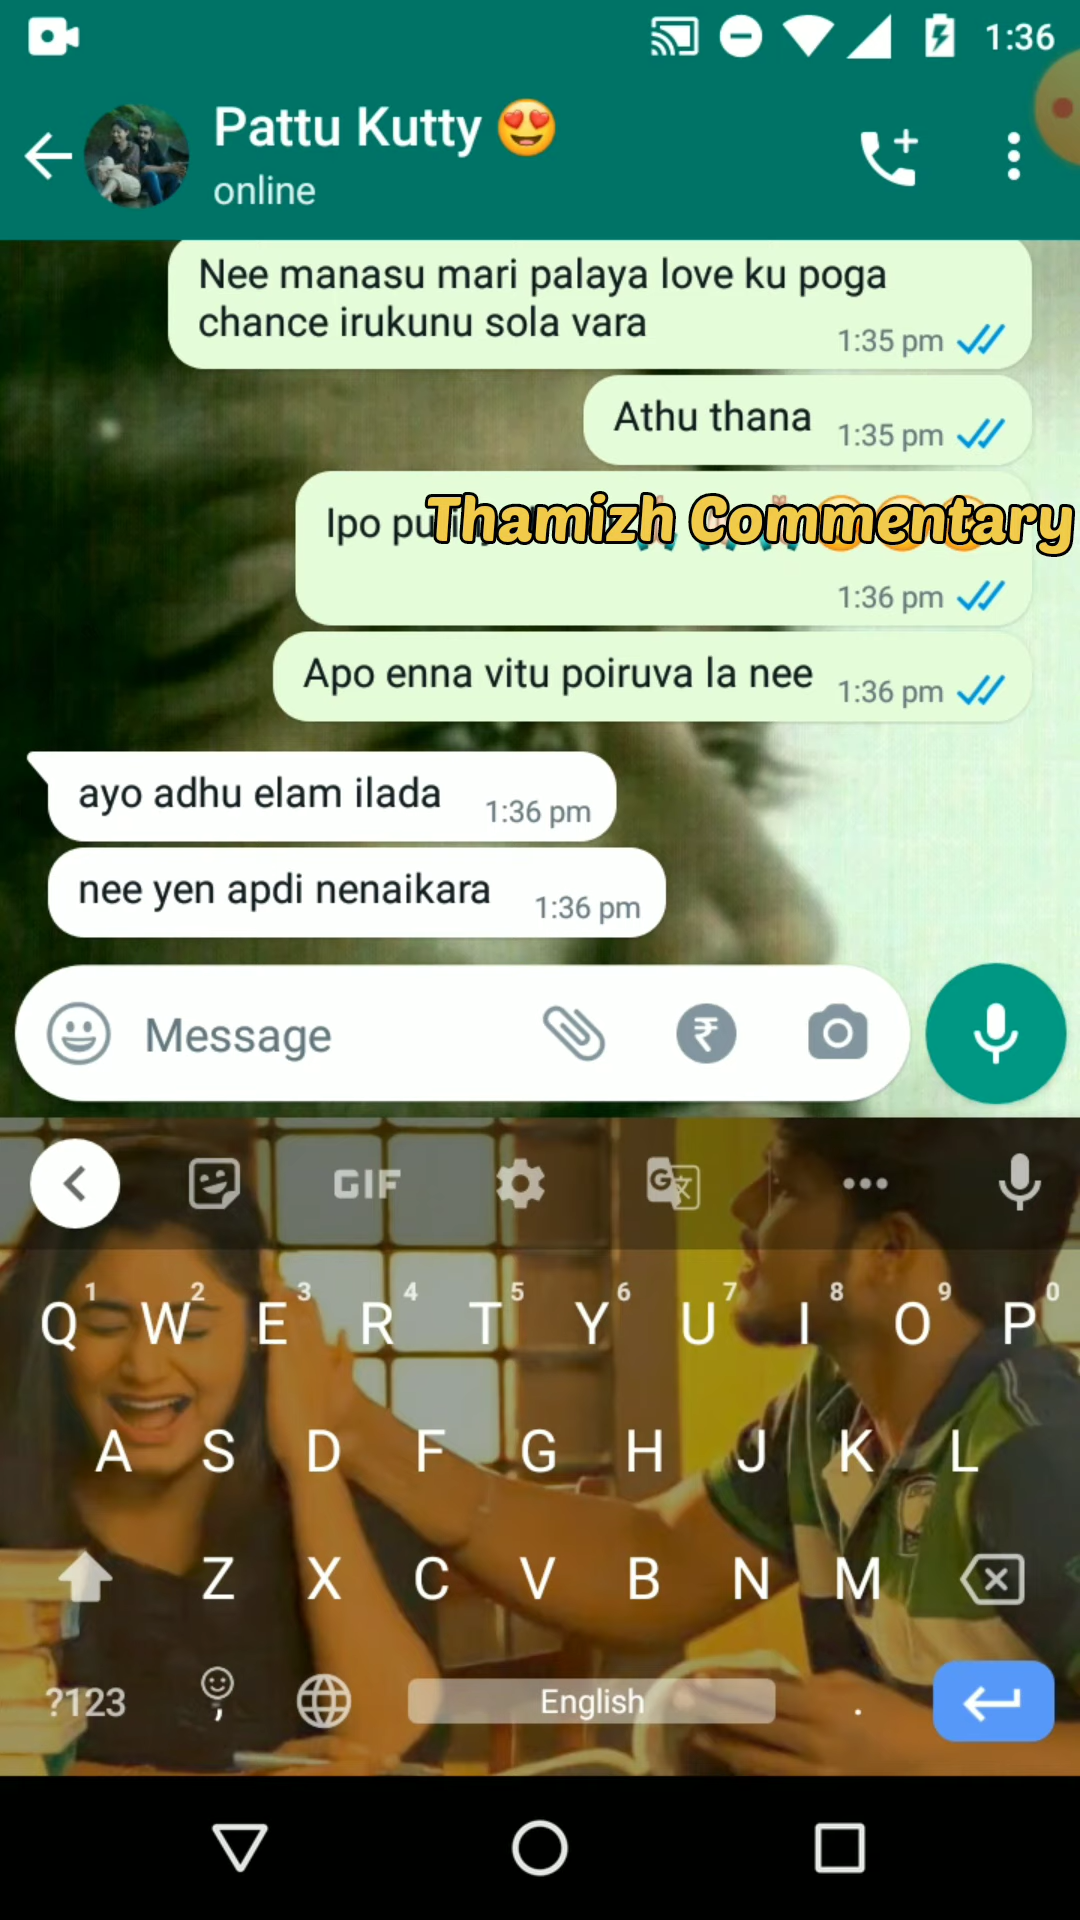 1:36
Pattu Kutty 😍
online
Nee manasu mari palaya love ku poga
chance irukunu sola vara
1:35 pm
Athu thana
1:35 pm
Ipo
Thamizh Commentary
1:36 pm
Apo enna vitu poiruva la nee
1:36 pm
ayo adhu elam ilada
1:36 pm
nee yen apdi nenaikara
1:36 pm
Message
₹
GIF
G 文
1 2 3 4 5 6 7 8 9 0
Q W E R T Y U I O P
A S D F G H J K L
Z X C V B N M
?123 , English .